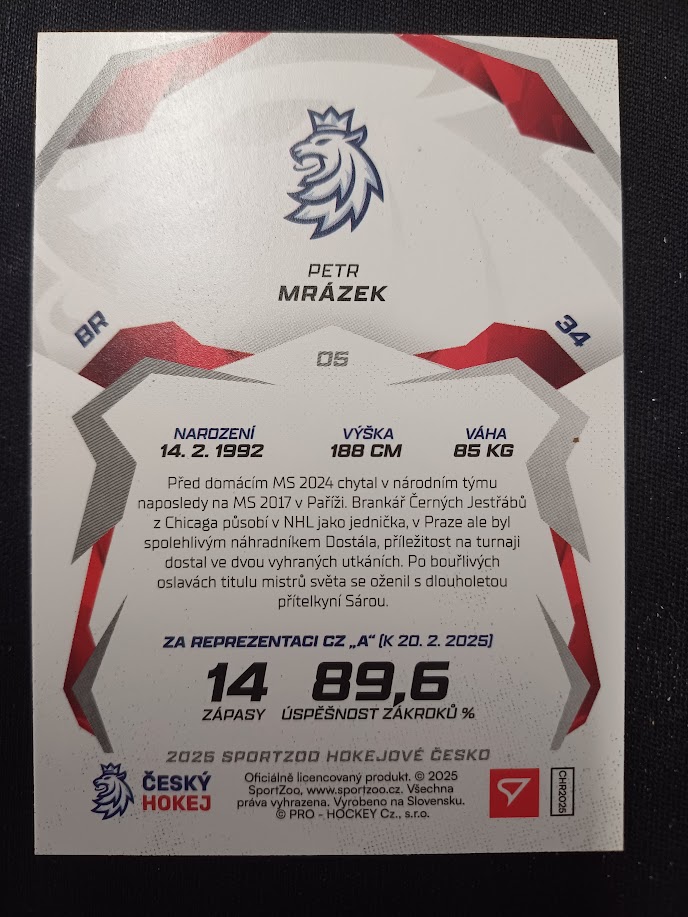 PETR
MRÁZEK
BR
34
05
NAROZENÍ
14. 2. 1992
VÝŠKA
188 CM
VÁHA
85 KG
Před domácím MS 2024 chytal v národním týmu
naposledy na MS 2017 v Paříži. Brankář Černých Jestřábů
z Chicaga působí v NHL jako jednička, v Praze ale byl
spolehlivým náhradníkem Dostála, příležitost na turnaji
dostal ve dvou vyhraných utkáních. Po bouřlivých
oslavách titulu mistrů světa se oženil s dlouholetou
přítelkyní Sárou.
ZA REPREZENTACI CZ „A“ (K 20. 2. 2025)
14
ZÁPASY
89,6
ÚSPĚŠNOST ZÁKROKŮ %
2025 SPORTZOO HOKEJOVÉ ČESKO
ČESKÝ
HOKEJ
Oficiálně licencovaný produkt. © 2025
SportZoo, www.sportzoo.cz. Všechna
práva vyhrazena. Vyrobeno na Slovensku.
© PRO - HOCKEY Cz., s.r.o.
CHR2025